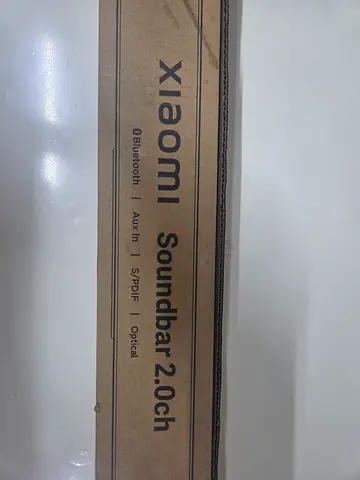 xiaomi Soundbar 2.0ch
Bluetooth | Aux In | S/PDIF | Optical